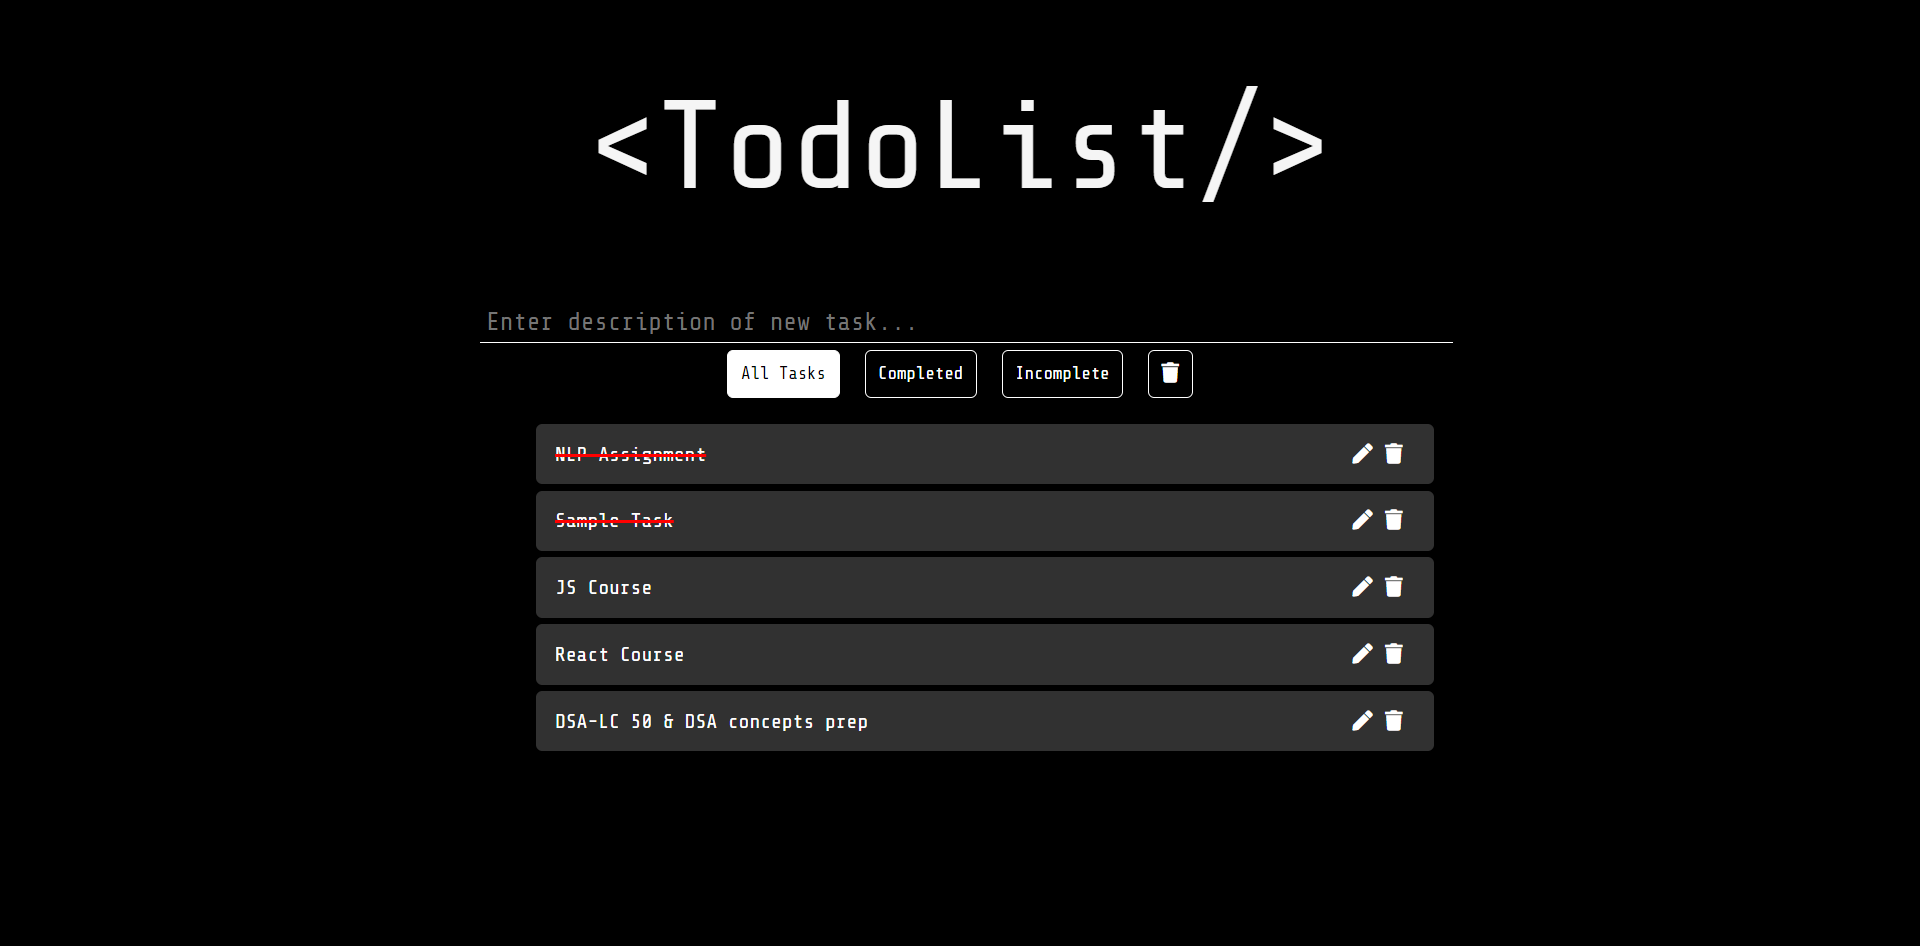 <TodoList/>
Enter description of new task...
All Tasks Completed Incomplete
NLP Assignment
Sample Task
JS Course
React Course
DSA-LC 50 & DSA concepts prep